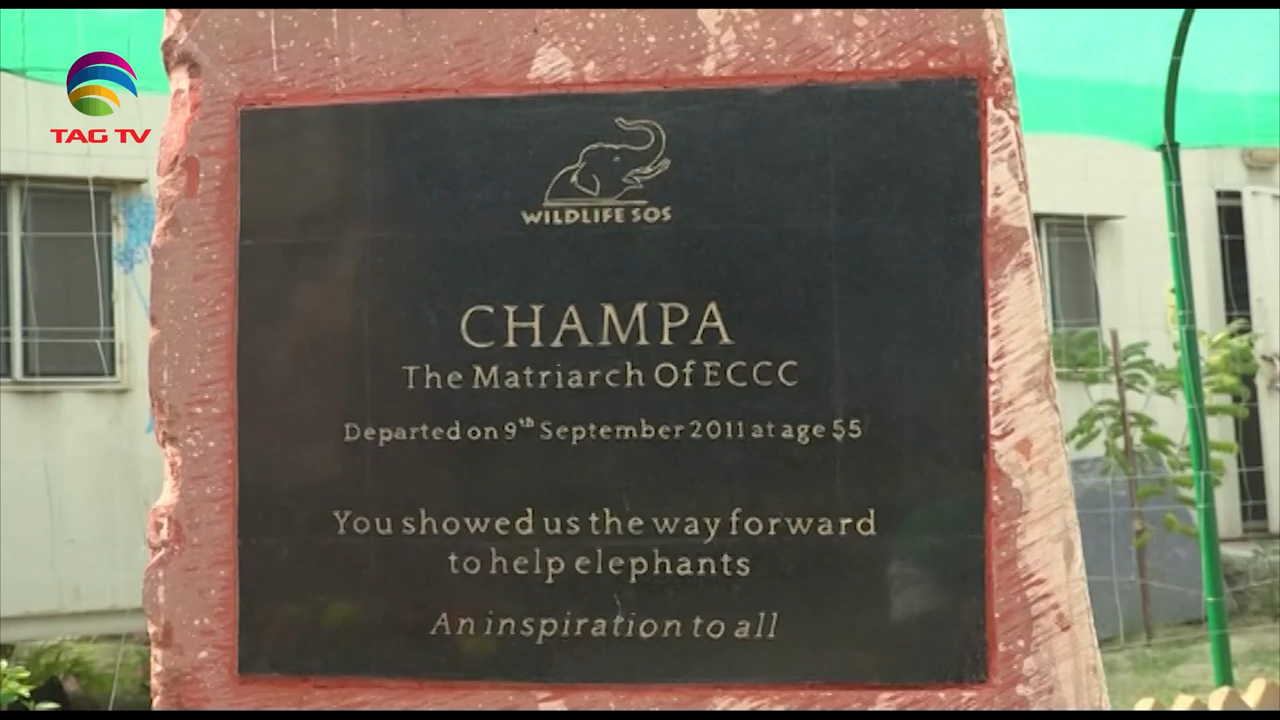 TAG TV
WILDLIFE SOS
CHAMPA
The Matriarch Of ECCC
Departed on 9th September 2011 at age 55
You showed us the way forward
to help elephants
An inspiration to all